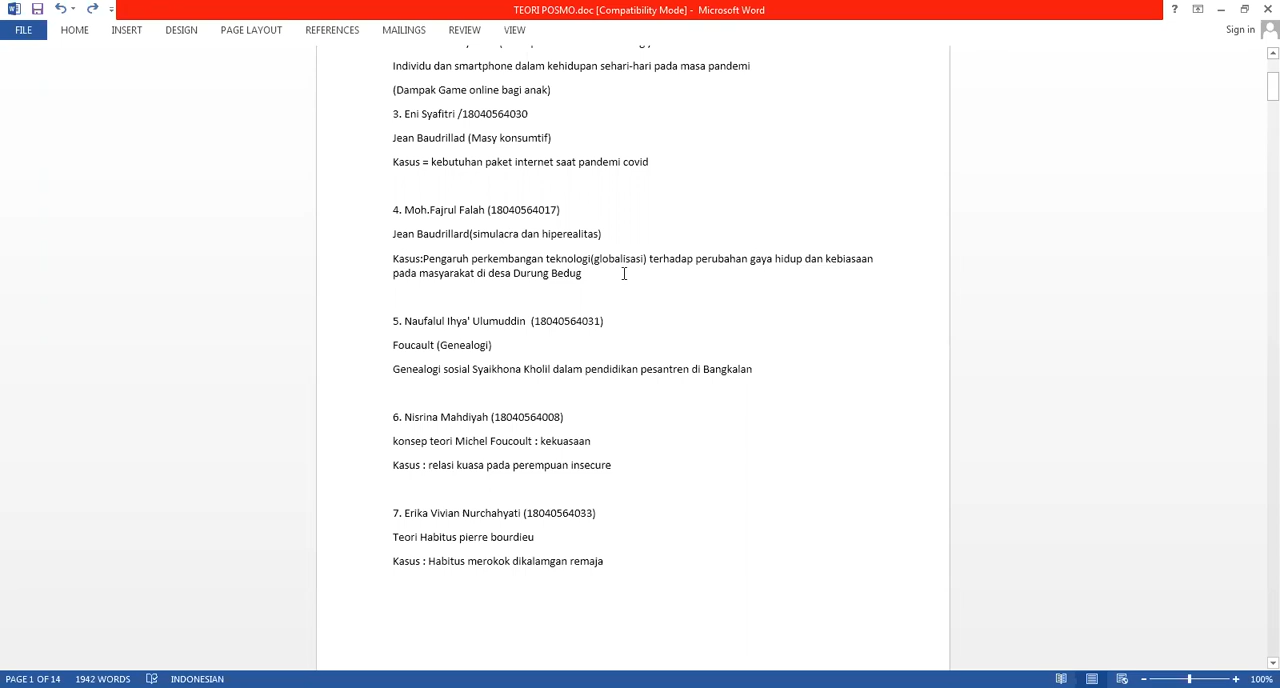 TEORI POSMO.doc [Compatibility Mode] - Microsoft Word
?
FILE HOME INSERT DESIGN PAGE LAYOUT REFERENCES MAILINGS REVIEW VIEW Sign in
Individu dan smartphone dalam kehidupan sehari-hari pada masa pandemi
(Dampak Game online bagi anak)
3. Eni Syafitri /18040564030
Jean Baudrillad (Masy konsumtif)
Kasus = kebutuhan paket internet saat pandemi covid
4. Moh.Fajrul Falah (18040564017)
Jean Baudrillard(simulacra dan hiperealitas)
Kasus:Pengaruh perkembangan teknologi(globalisasi) terhadap perubahan gaya hidup dan kebiasaan
pada masyarakat di desa Durung Bedug
5. Naufalul Ihya' Ulumuddin  (18040564031)
Foucault (Genealogi)
Genealogi sosial Syaikhona Kholil dalam pendidikan pesantren di Bangkalan
6. Nisrina Mahdiyah (18040564008)
konsep teori Michel Foucoult : kekuasaan
Kasus : relasi kuasa pada perempuan insecure
7. Erika Vivian Nurchahyati (18040564033)
Teori Habitus pierre bourdieu
Kasus : Habitus merokok dikalamgan remaja
PAGE 1 OF 14 1942 WORDS INDONESIAN 100%